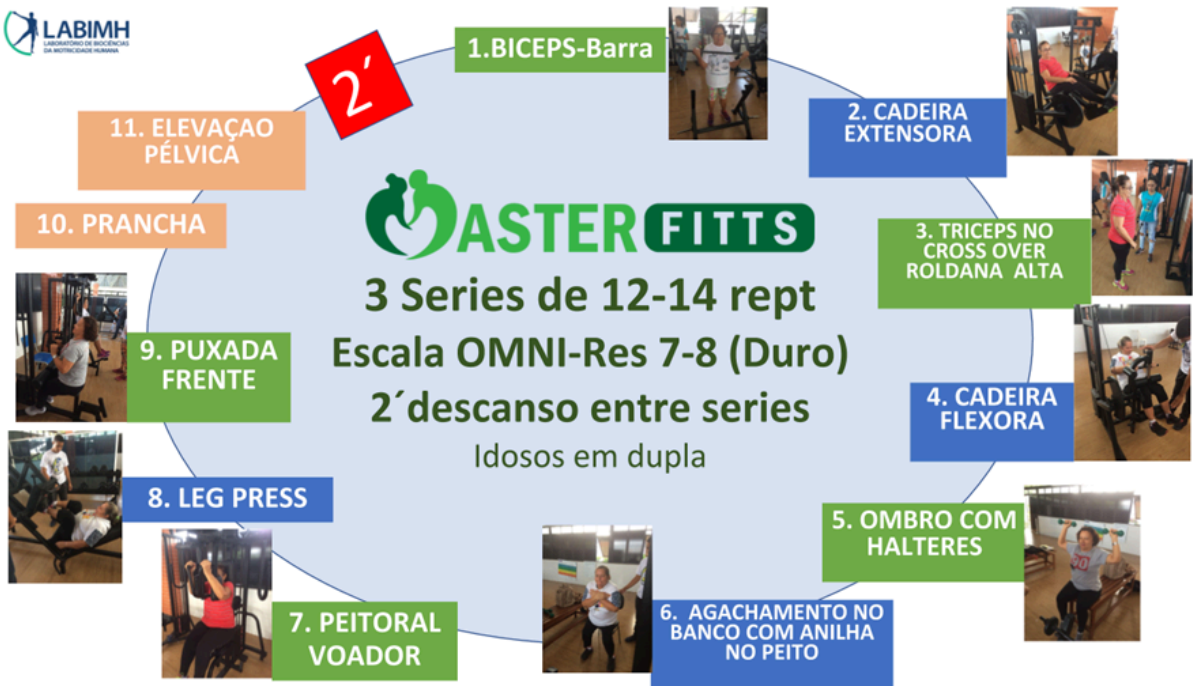 LABIMH
LABORATÓRIO DE BIOCIÊNCIAS
DA MOTRICIDADE HUMANA
2´
1.BICEPS-Barra
2. CADEIRA
EXTENSORA
3. TRICEPS NO
CROSS OVER
ROLDANA ALTA
4. CADEIRA
FLEXORA
5. OMBRO COM
HALTERES
6. AGACHAMENTO NO
BANCO COM ANILHA
NO PEITO
7. PEITORAL
VOADOR
8. LEG PRESS
9. PUXADA
FRENTE
10. PRANCHA
11. ELEVAÇAO
PÉLVICA
MASTER FITTS
3 Series de 12-14 rept
Escala OMNI-Res 7-8 (Duro)
2´descanso entre series
Idosos em dupla